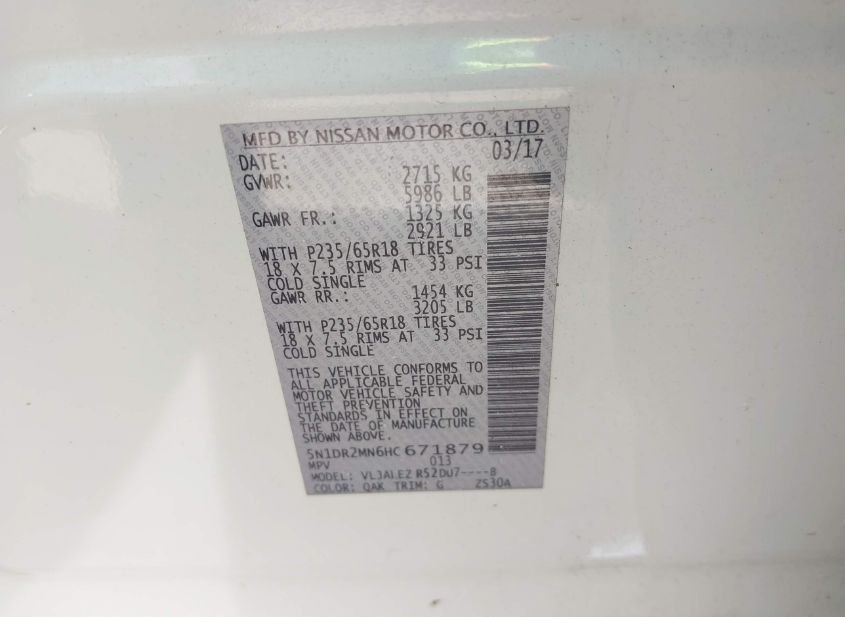 MFD BY NISSAN MOTOR CO., LTD.
DATE: 03/17
GVWR: 2715 KG
5986 LB
GAWR FR.: 1325 KG
2921 LB
WITH P235/65R18 TIRES
18 X 7.5 RIMS AT 33 PSI
COLD SINGLE
GAWR RR.: 1454 KG
3205 LB
WITH P235/65R18 TIRES
18 X 7.5 RIMS AT 33 PSI
COLD SINGLE
THIS VEHICLE CONFORMS TO
ALL APPLICABLE FEDERAL
MOTOR VEHICLE SAFETY AND
THEFT PREVENTION
STANDARDS IN EFFECT ON
THE DATE OF MANUFACTURE
SHOWN ABOVE.
5N1DR2MN6HC671879
MPV 013
MODEL: VLJALEZ R52DU7----B
COLOR: QAK TRIM: G ZS30A